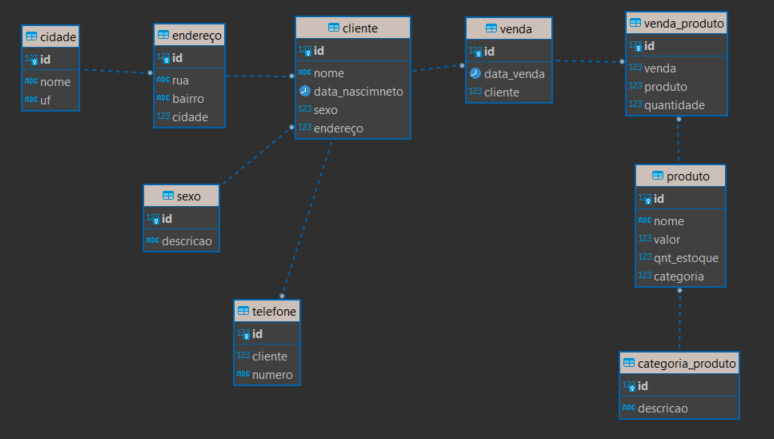 cidade
id
nome
uf
endereço
id
rua
bairro
cidade
cliente
id
nome
data_nascimneto
sexo
endereço
venda
id
data_venda
cliente
venda_produto
id
venda
produto
quantidade
sexo
id
descricao
produto
id
nome
valor
qnt_estoque
categoria
telefone
id
cliente
numero
categoria_produto
id
descricao